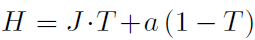 H = J·T + a (1 − T)